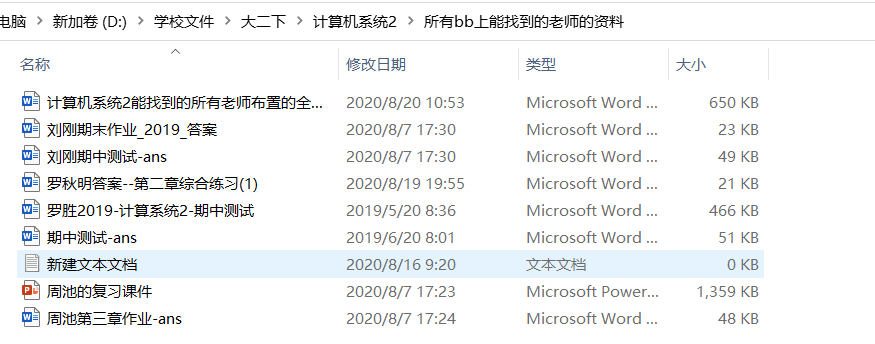 电脑 > 新加卷 (D:) > 学校文件 > 大二下 > 计算机系统2 > 所有bb上能找到的老师的资料
名称 修改日期 类型 大小
计算机系统2能找到的所有老师布置的全... 2020/8/20 10:53 Microsoft Word ... 650 KB
刘刚期末作业_2019_答案 2020/8/7 17:30 Microsoft Word ... 23 KB
刘刚期中测试-ans 2020/8/7 17:30 Microsoft Word ... 49 KB
罗秋明答案--第二章综合练习(1) 2020/8/19 19:55 Microsoft Word ... 21 KB
罗胜2019-计算系统2-期中测试 2019/5/20 8:36 Microsoft Word ... 466 KB
期中测试-ans 2019/6/20 8:01 Microsoft Word ... 51 KB
新建文本文档 2020/8/16 9:20 文本文档 0 KB
周池的复习课件 2020/8/7 17:23 Microsoft Power... 1,359 KB
周池第三章作业-ans 2020/8/7 17:24 Microsoft Word ... 48 KB